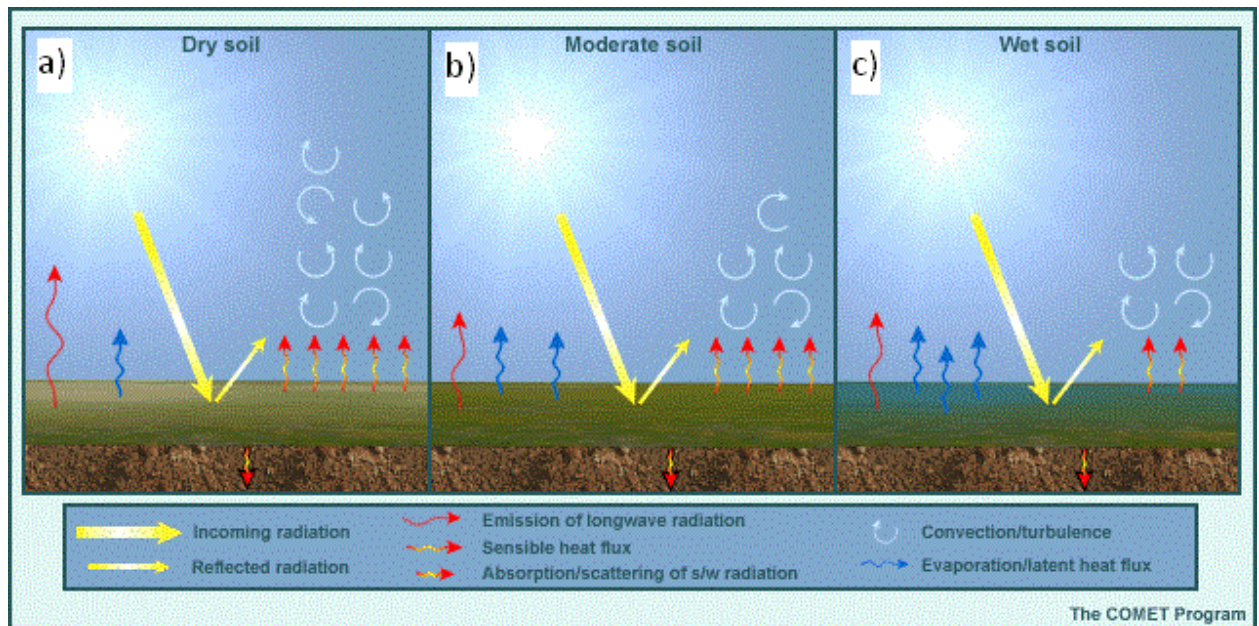 a)
Dry soil
b)
Moderate soil
c)
Wet soil
Incoming radiation
Reflected radiation
Emission of longwave radiation
Sensible heat flux
Absorption/scattering of s/w radiation
Convection/turbulence
Evaporation/latent heat flux
The COMET Program